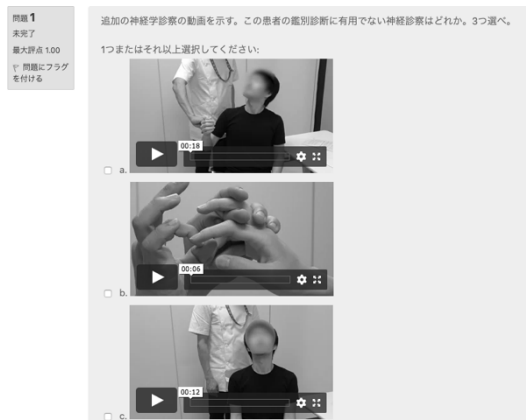 問題 1
未完了
最大評点 1.00
問題にフラグ
を付ける
追加の神経学診察の動画を示す。この患者の鑑別診断に有用でない神経診察はどれか。3つ選べ。
1つまたはそれ以上選択してください:
00:18
a.
00:06
b.
00:12
c.